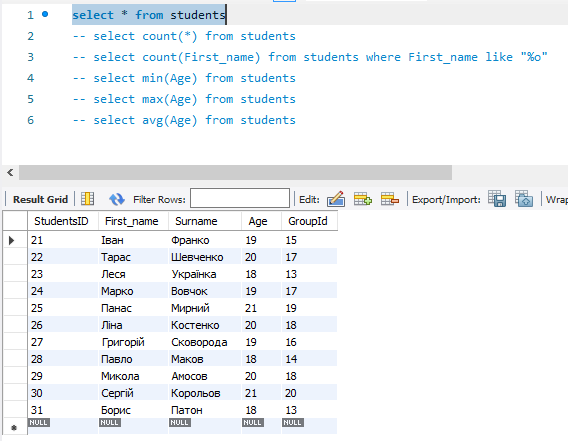 1 select * from students
2 -- select count(*) from students
3 -- select count(First_name) from students where First_name like "%o"
4 -- select min(Age) from students
5 -- select max(Age) from students
6 -- select avg(Age) from students
Result Grid Filter Rows: Edit: Export/Import: Wrap
StudentsID First_name Surname Age GroupId
21 Іван Франко 19 15
22 Тарас Шевченко 20 17
23 Леся Українка 18 13
24 Марко Вовчок 19 17
25 Панас Мирний 21 19
26 Ліна Костенко 20 18
27 Григорій Сковорода 19 16
28 Павло Маков 18 14
29 Микола Амосов 20 18
30 Сергій Корольов 21 20
31 Борис Патон 18 13
NULL NULL NULL NULL NULL